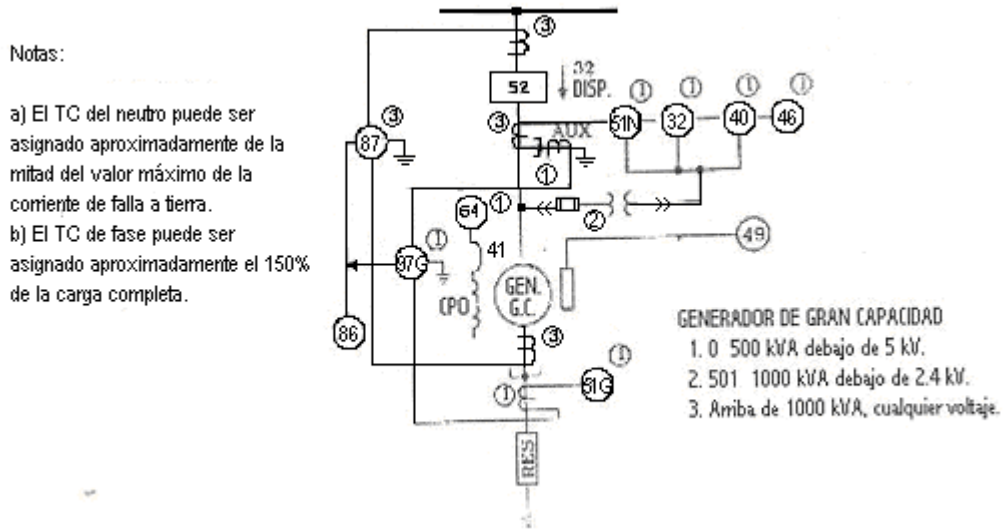 Notas:
a) El TC del neutro puede ser
asignado aproximadamente de la
mitad del valor máximo de la
corriente de falla a tierra.
b) El TC de fase puede ser
asignado aproximadamente el 150%
de la carga completa.
3
52
32
DISP.
3
AUX
1
51N
1
32
1
40
1
46
1
87
3
1
2
64
41
49
87G
1
CPO
GEN.
G.C.
86
3
1
51G
1
RES
GENERADOR DE GRAN CAPACIDAD
1. 0 500 kVA debajo de 5 kV.
2. 501 1000 kVA debajo de 2.4 kV.
3. Arriba de 1000 kVA, cualquier voltaje.